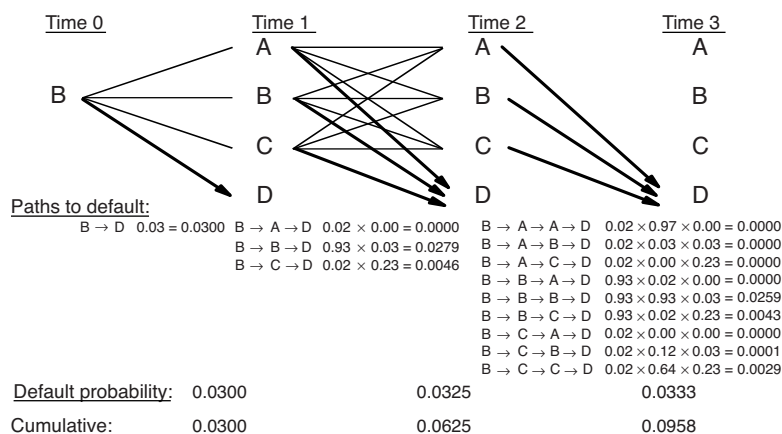 Time 0 Time 1 Time 2 Time 3
A A A
B B B B
C C C
D D D
Paths to default:
B → D 0.03 = 0.0300 B → A → D 0.02 × 0.00 = 0.0000 B → A → A → D 0.02 × 0.97 × 0.00 = 0.0000
B → B → D 0.93 × 0.03 = 0.0279 B → A → B → D 0.02 × 0.03 × 0.03 = 0.0000
B → C → D 0.02 × 0.23 = 0.0046 B → A → C → D 0.02 × 0.00 × 0.23 = 0.0000
B → B → A → D 0.93 × 0.02 × 0.00 = 0.0000
B → B → B → D 0.93 × 0.93 × 0.03 = 0.0259
B → B → C → D 0.93 × 0.02 × 0.23 = 0.0043
B → C → A → D 0.02 × 0.00 × 0.00 = 0.0000
B → C → B → D 0.02 × 0.12 × 0.03 = 0.0001
B → C → C → D 0.02 × 0.64 × 0.23 = 0.0029
Default probability: 0.0300 0.0325 0.0333
Cumulative: 0.0300 0.0625 0.0958